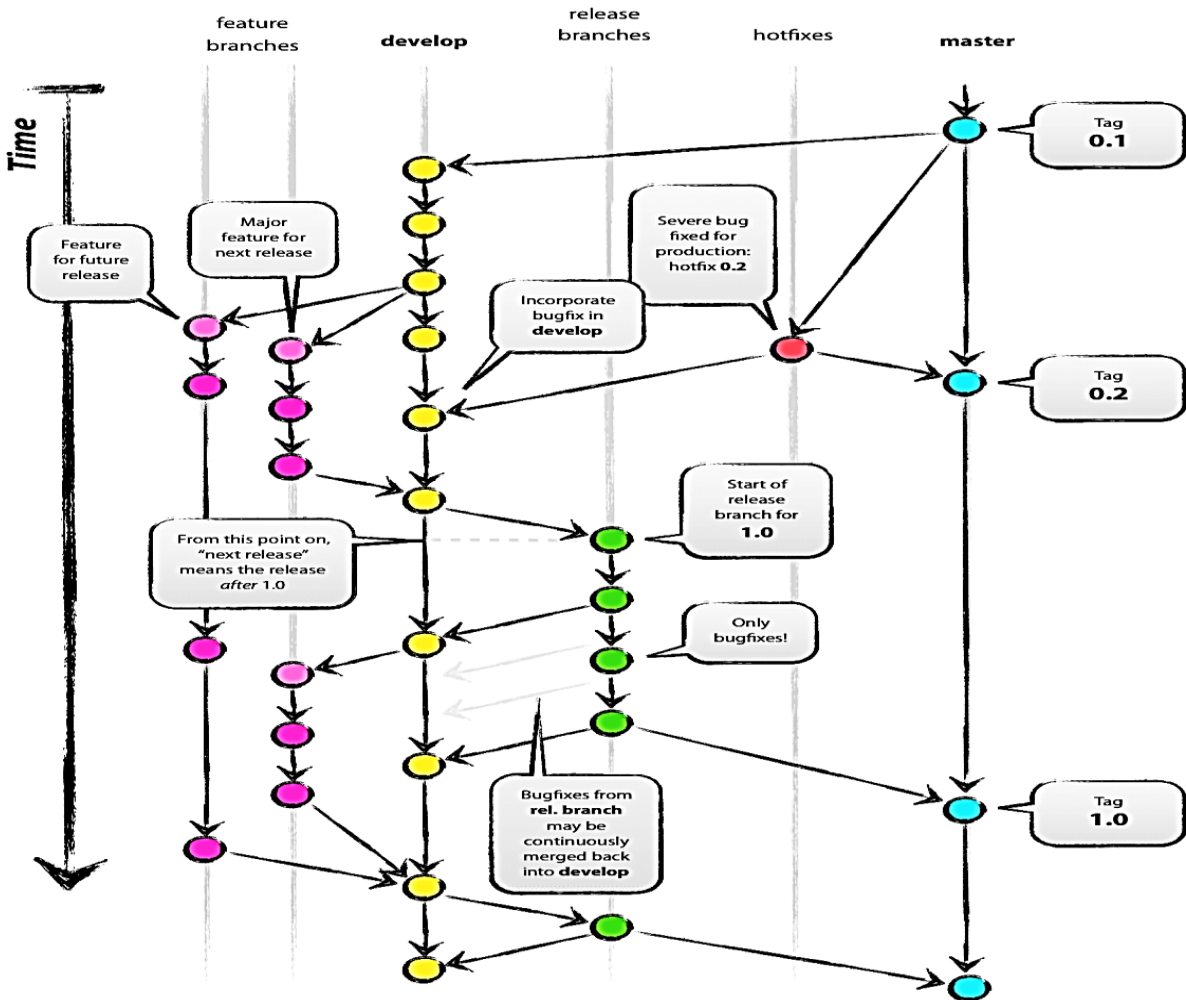 feature
branches
develop
release
branches
hotfixes
master
Time
Tag
0.1
Major
feature for
next release
Feature
for future
release
Severe bug
fixed for
production:
hotfix 0.2
Incorporate
bugfix in
develop
Tag
0.2
Start of
release
branch for
1.0
From this point on,
“next release”
means the release
after 1.0
Only
bugfixes!
Bugfixes from
rel. branch
may be
continuously
merged back
into develop
Tag
1.0